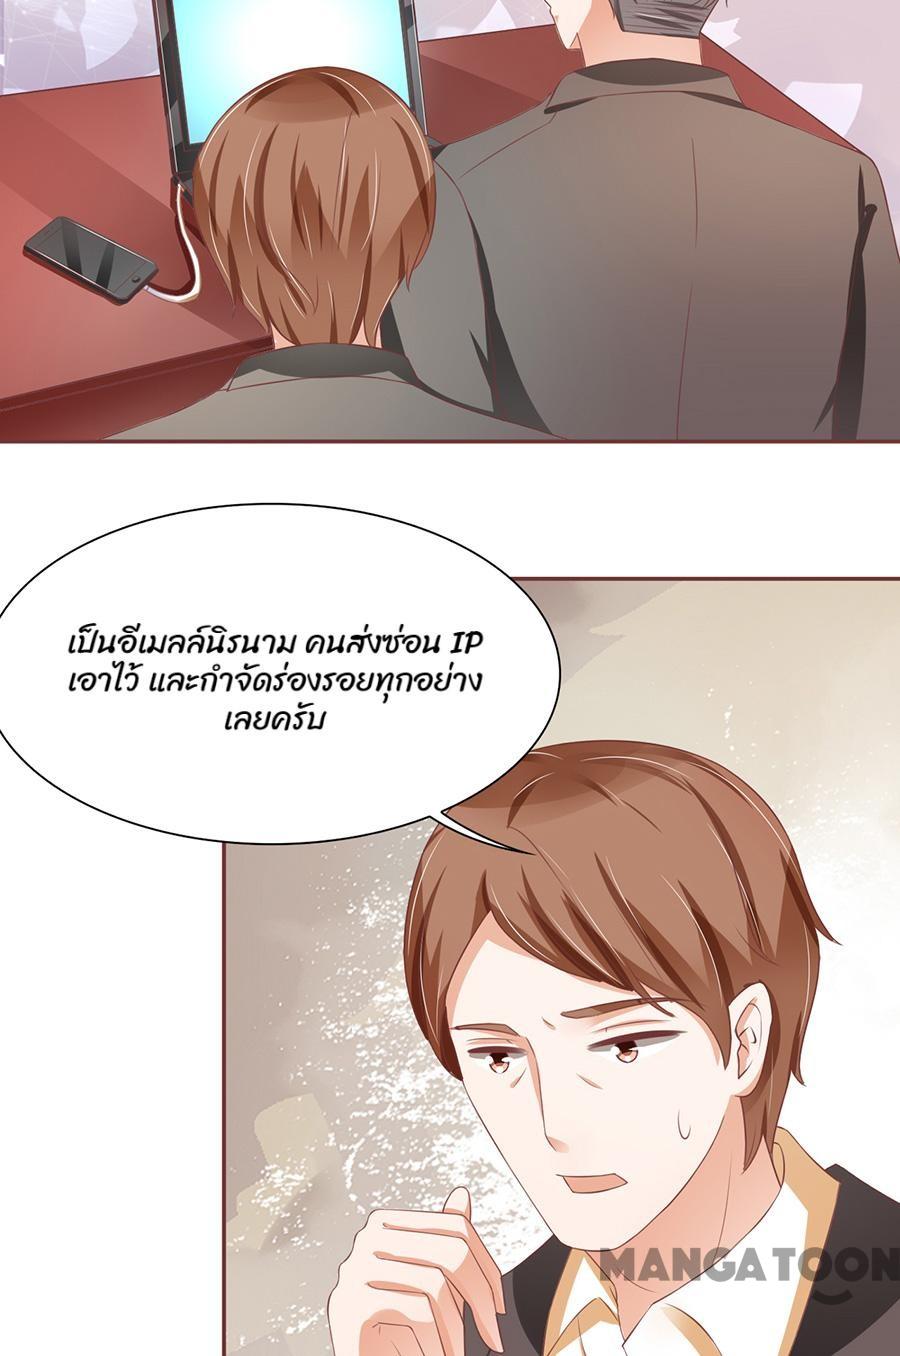 เป็นอีเมลล์นิรนาม คนส่งซ่อน IP
เอาไว้ และกำจัดร่องรอยทุกอย่าง
เลยครับ
MANGATOON